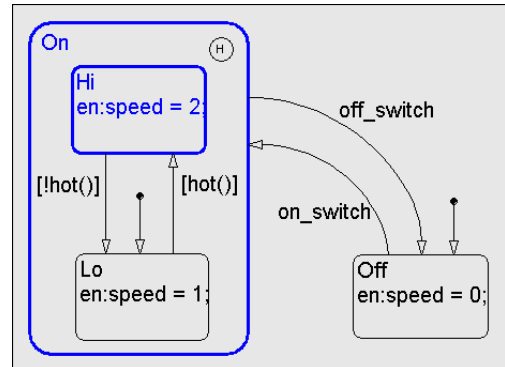 On
H
Hi
en:speed = 2;
off_switch
[!hot()]
[hot()]
on_switch
Lo
en:speed = 1;
Off
en:speed = 0;